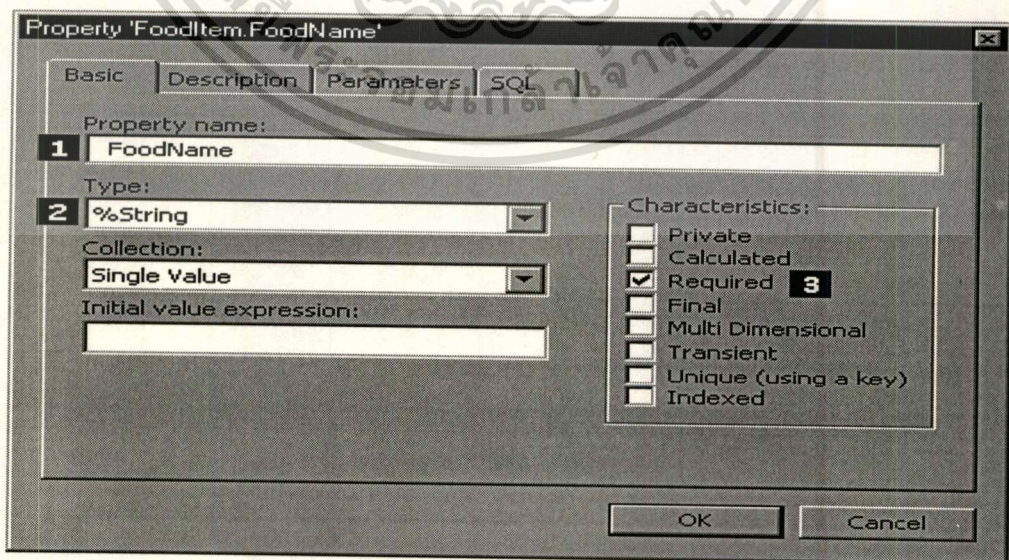 Property 'FoodItem.FoodName'
Basic Description Parameters SQL
Property name:
1 FoodName
Type:
2 %String
Collection:
Single Value
Initial value expression:
Characteristics:
Private
Calculated
Required 3
Final
Multi Dimensional
Transient
Unique (using a key)
Indexed
OK Cancel